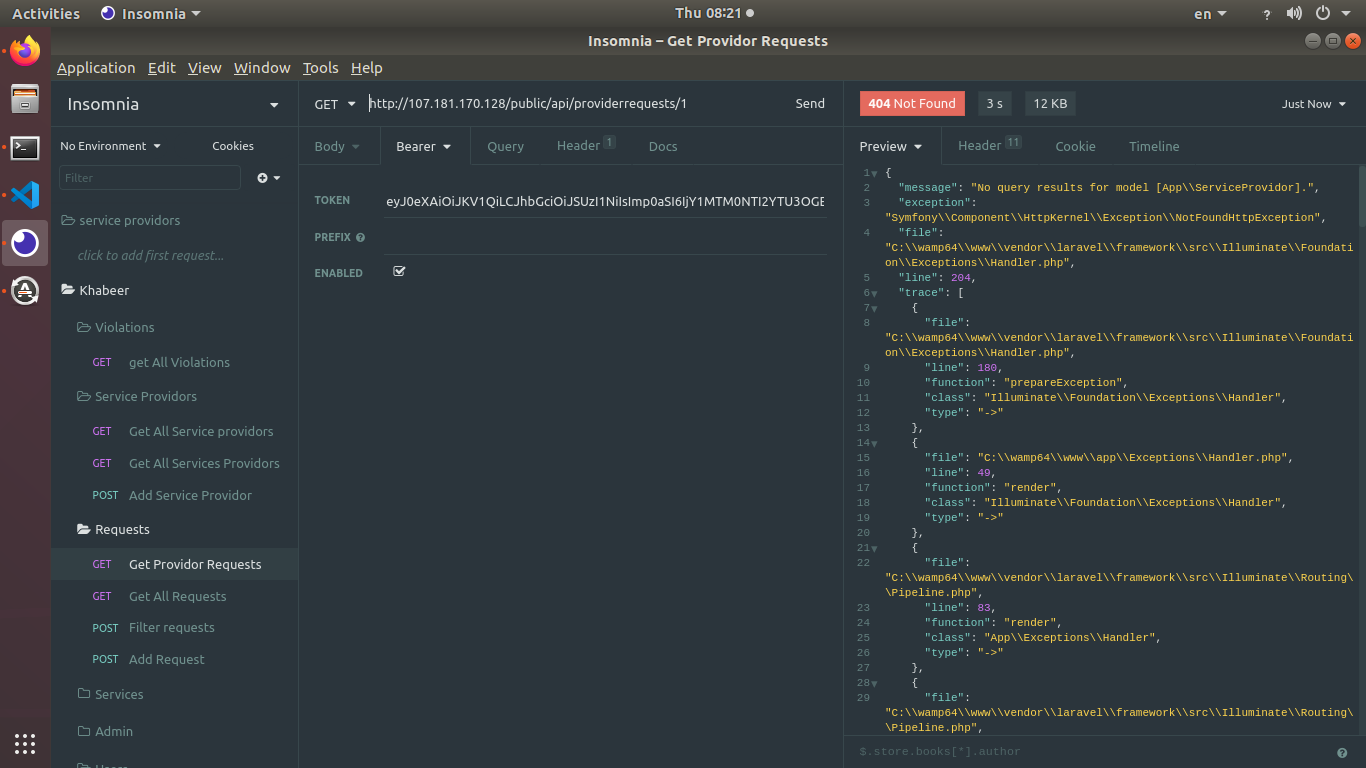 Activities
Insomnia
Thu 08:21
en
?
Insomnia – Get Providor Requests
Application Edit View Window Tools Help
Insomnia
No Environment
Cookies
Filter
service providors
click to add first request...
Khabeer
Violations
GET get All Violations
Service Providors
GET Get All Service providors
GET Get All Services Providors
POST Add Service Providor
Requests
GET Get Providor Requests
GET Get All Requests
POST Filter requests
POST Add Request
Services
Admin
GET
http://107.181.170.128/public/api/providerrequests/1
Send
Body Bearer Query Header 1 Docs
TOKEN eyJ0eXAiOiJKV1QiLCJhbGciOiJSUzI1NiIsImp0aSI6IjY1MTM0NTI2YTU3OGE
PREFIX ?
ENABLED
404 Not Found
3 s
12 KB
Just Now
Preview Header 11 Cookie Timeline
1 {
2 "message": "No query results for model [App\\ServiceProvidor].",
3 "exception":
"Symfony\\Component\\HttpKernel\\Exception\\NotFoundHttpException",
4 "file":
"C:\\wamp64\\www\\vendor\\laravel\\framework\\src\\Illuminate\\Foundati
on\\Exceptions\\Handler.php",
5 "line": 204,
6 "trace": [
7 {
8 "file":
"C:\\wamp64\\www\\vendor\\laravel\\framework\\src\\Illuminate\\Foundati
on\\Exceptions\\Handler.php",
9 "line": 180,
10 "function": "prepareException",
11 "class": "Illuminate\\Foundation\\Exceptions\\Handler",
12 "type": "->"
13 },
14 {
15 "file": "C:\\wamp64\\www\\app\\Exceptions\\Handler.php",
16 "line": 49,
17 "function": "render",
18 "class": "Illuminate\\Foundation\\Exceptions\\Handler",
19 "type": "->"
20 },
21 {
22 "file":
"C:\\wamp64\\www\\vendor\\laravel\\framework\\src\\Illuminate\\Routing\
\Pipeline.php",
23 "line": 83,
24 "function": "render",
25 "class": "App\\Exceptions\\Handler",
26 "type": "->"
27 },
28 {
29 "file":
"C:\\wamp64\\www\\vendor\\laravel\\framework\\src\\Illuminate\\Routing\
\Pipeline.php",
$.store.books[*].author
?